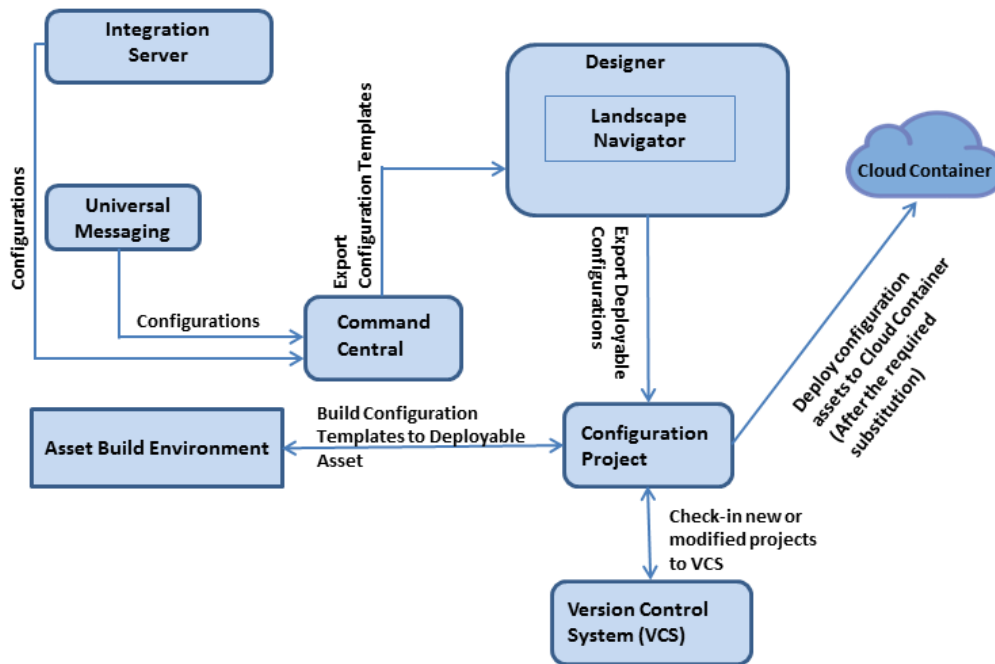 Integration
Server
Designer
Landscape
Navigator
Cloud Container
Universal
Messaging
Configurations
Export
Configuration Templates
Configurations
Command
Central
Export Deployable
Configurations
Deploy configuration
assets to Cloud Container
(After the required
substitution)
Asset Build Environment
Build Configuration
Templates to Deployable
Asset
Configuration
Project
Check-in new or
modified projects
to VCS
Version Control
System (VCS)